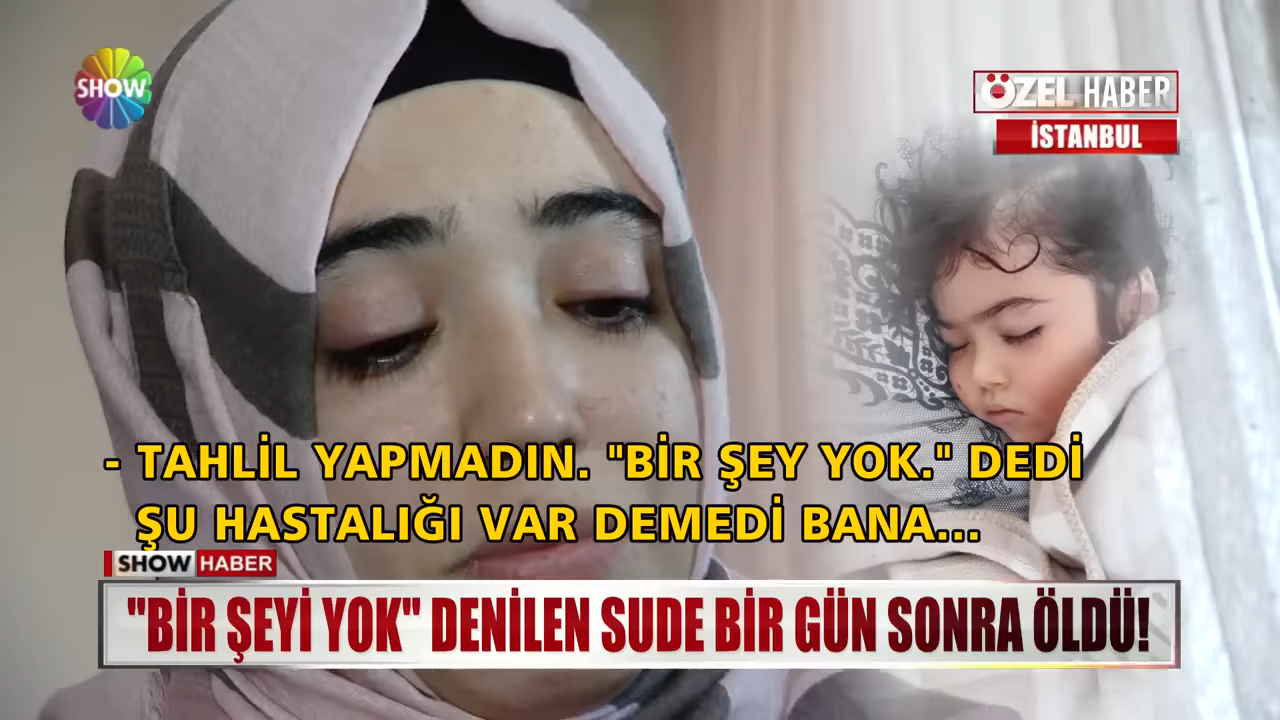 SHOW
ÖZEL HABER
İSTANBUL
- TAHLİL YAPMADIN. "BİR ŞEY YOK." DEDİ
ŞU HASTALIĞI VAR DEMEDİ BANA...
SHOW HABER
"BİR ŞEYİ YOK" DENİLEN SUDE BİR GÜN SONRA ÖLDÜ!